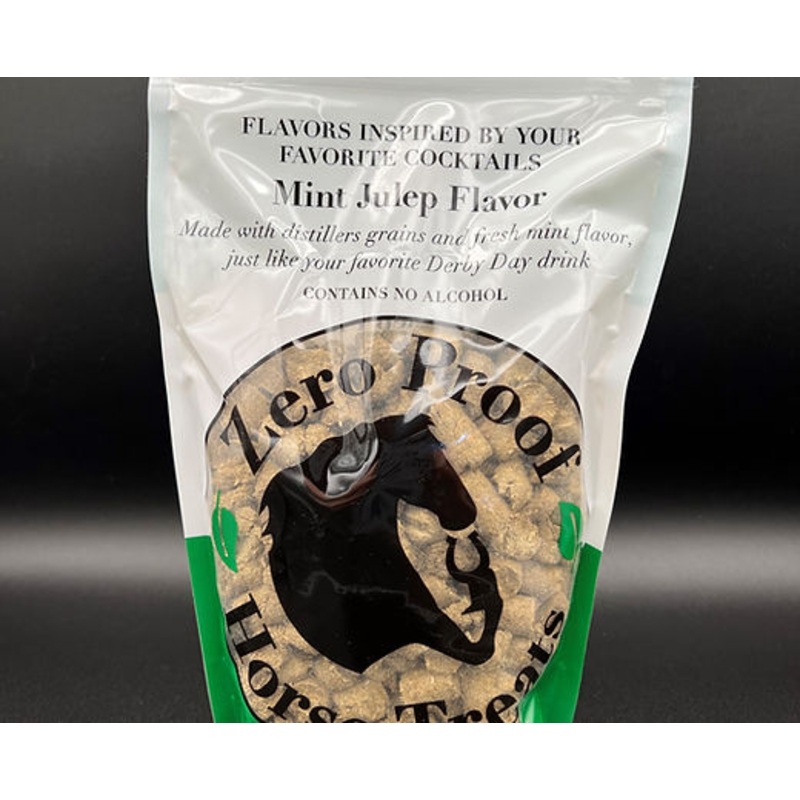 FLAVORS INSPIRED BY YOUR
FAVORITE COCKTAILS
Mint Julep Flavor
Made with distillers grains and fresh mint flavor,
just like your favorite Derby Day drink
CONTAINS NO ALCOHOL
Zero Proof
Horse Treats